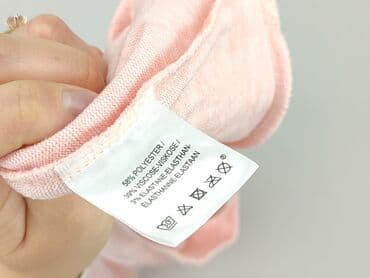 58% POLYESTER /
39% VISCOSE-VISKOSE /
3% ELASTANE-ELASTHAN-
ELASTHANNE-ELASTAAN